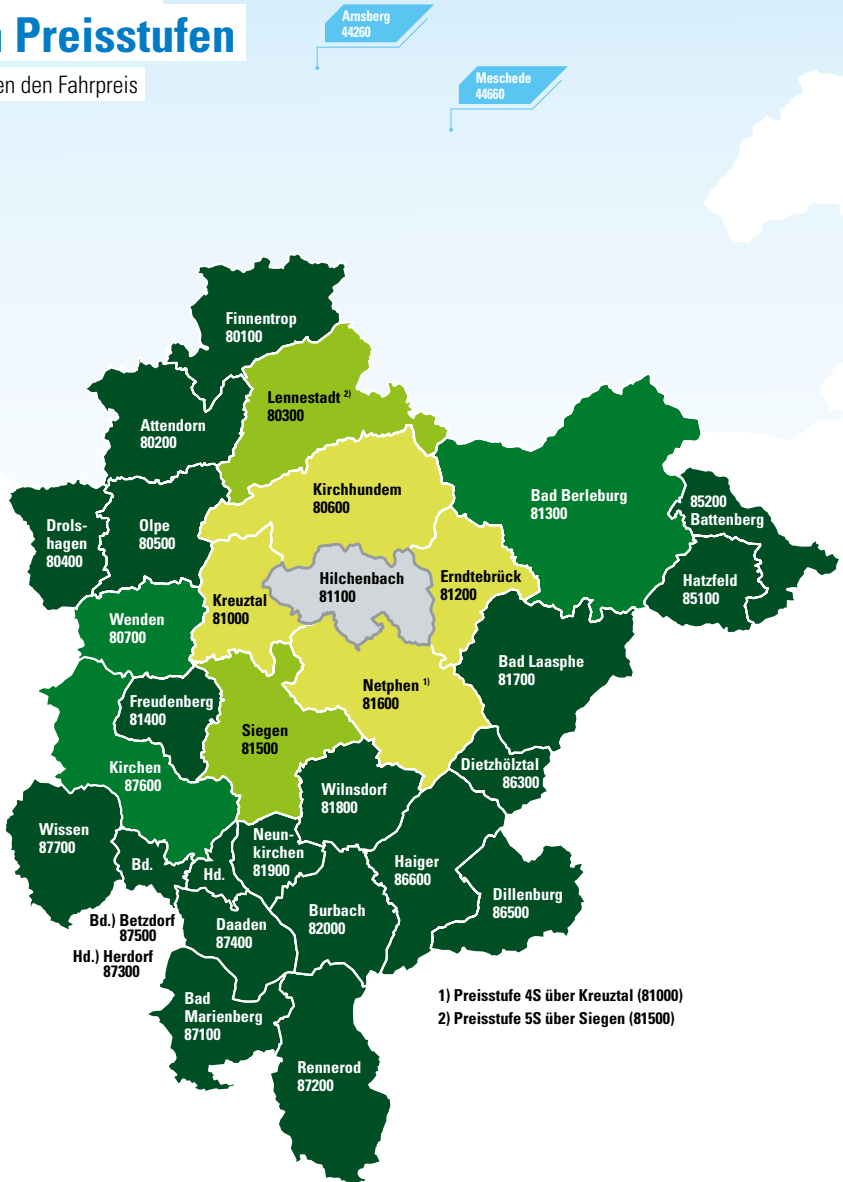 n Preisstufen
en den Fahrpreis
Arnsberg
44260
Meschede
44660
Finnentrop
80100
Lennestadt ²⁾
80300
Attendorn
80200
Kirchhundem
80600
Bad Berleburg
81300
85200
Battenberg
Drols-
hagen
80400
Olpe
80500
Hilchenbach
81100
Erndtebrück
81200
Hatzfeld
85100
Kreuztal
81000
Wenden
80700
Bad Laasphe
81700
Netphen ¹⁾
81600
Freudenberg
81400
Siegen
81500
Dietzhölztal
86300
Kirchen
87600
Wilnsdorf
81800
Wissen
87700
Neun-
kirchen
81900
Bd.
Hd.
Haiger
86600
Dillenburg
86500
Burbach
82000
Bd.) Betzdorf
87500
Hd.) Herdorf
87300
Daaden
87400
Bad
Marienberg
87100
1) Preisstufe 4S über Kreuztal (81000)
2) Preisstufe 5S über Siegen (81500)
Rennerod
87200